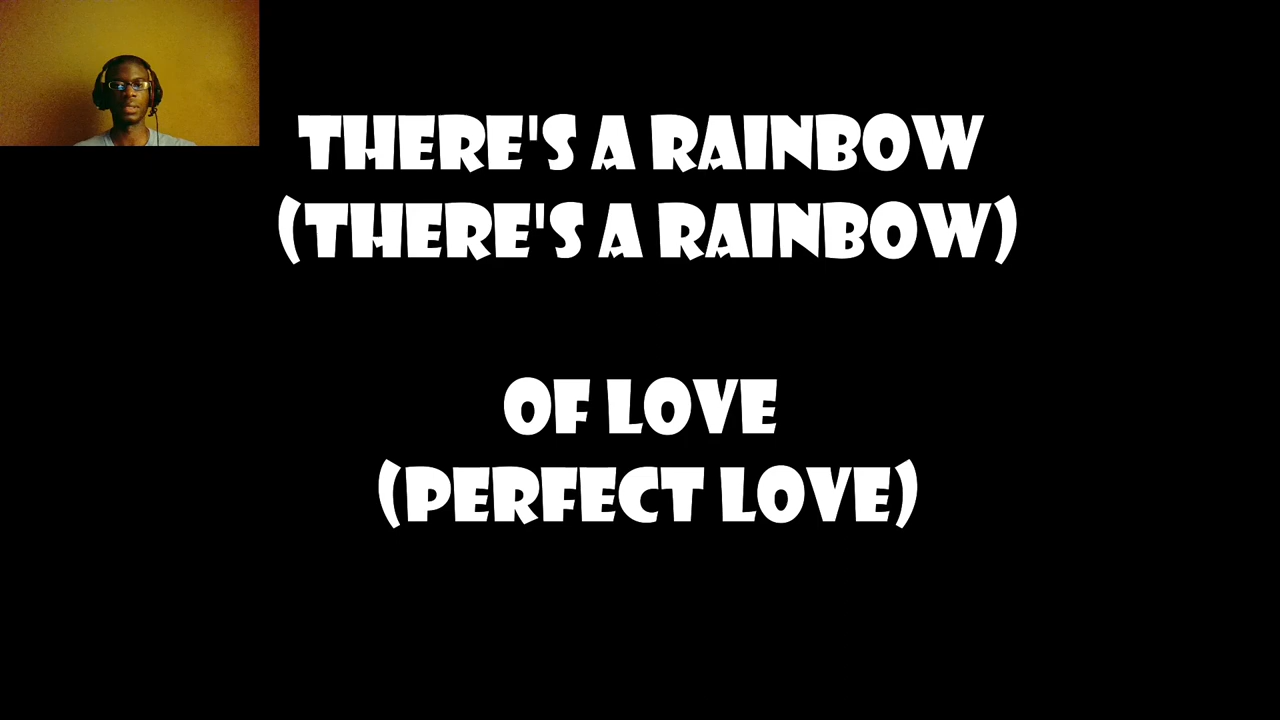 THERE'S A RAINBOW
(THERE'S A RAINBOW)
OF LOVE
(PERFECT LOVE)